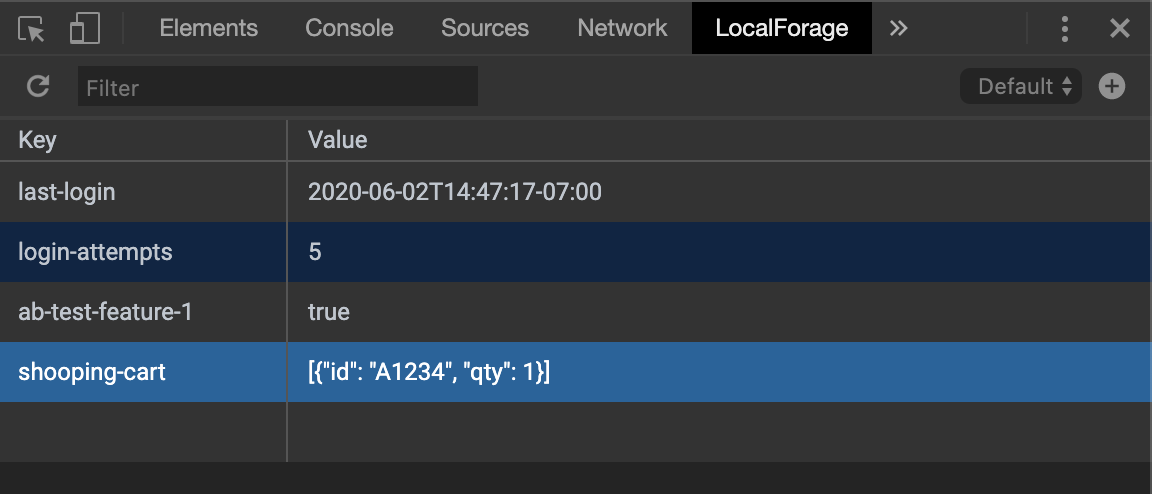 Elements Console Sources Network LocalForage »
Filter Default
Key Value
last-login 2020-06-02T14:47:17-07:00
login-attempts 5
ab-test-feature-1 true
shooping-cart [{"id": "A1234", "qty": 1}]